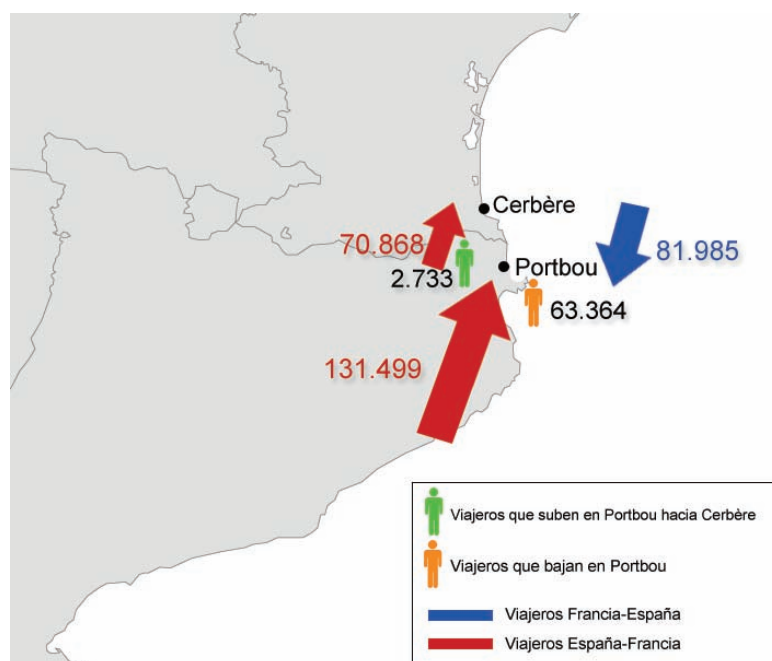 Cerbère
70.868
81.985
Portbou
2.733
63.364
131.499
Viajeros que suben en Portbou hacia Cerbère
Viajeros que bajan en Portbou
Viajeros Francia-España
Viajeros España-Francia